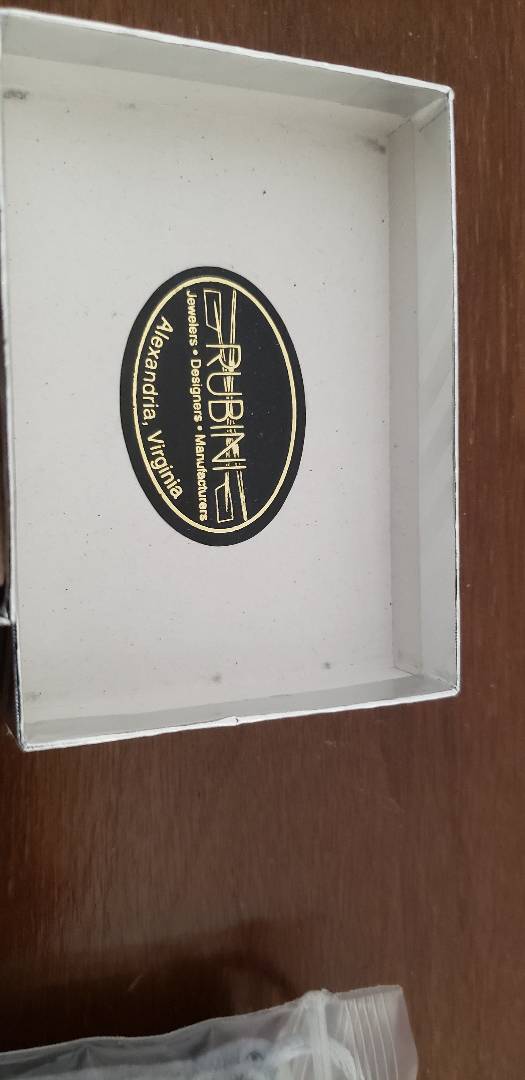 RUBINI
Jewelers • Designers • Manufacturers
Alexandria, Virginia